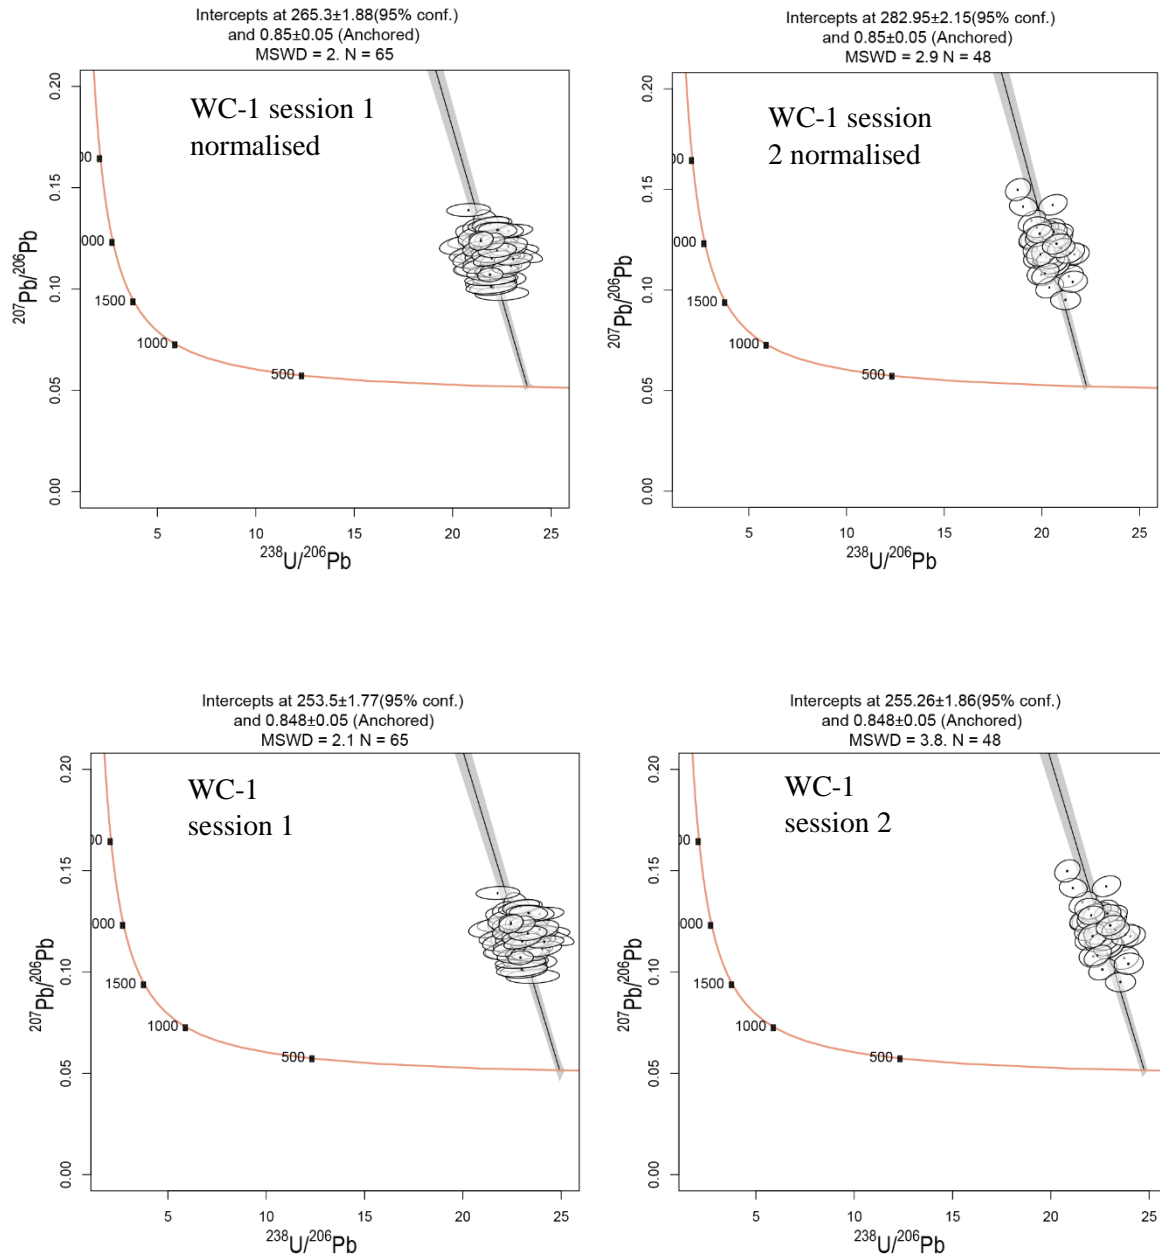 Intercepts at 265.3±1.88(95% conf.)
and 0.85±0.05 (Anchored)
MSWD = 2. N = 65
WC-1 session 1
normalised
0.20
0.15
0.10
0.05
0.00
207Pb/206Pb
00
000
1500
1000
500
5 10 15 20 25
238U/206Pb
Intercepts at 282.95±2.15(95% conf.)
and 0.85±0.05 (Anchored)
MSWD = 2.9 N = 48
WC-1 session
2 normalised
0.20
0.15
0.10
0.05
0.00
207Pb/206Pb
00
000
1500
1000
500
5 10 15 20 25
238U/206Pb
Intercepts at 253.5±1.77(95% conf.)
and 0.848±0.05 (Anchored)
MSWD = 2.1 N = 65
WC-1
session 1
0.20
0.15
0.10
0.05
0.00
207Pb/206Pb
00
000
1500
1000
500
5 10 15 20 25
238U/206Pb
Intercepts at 255.26±1.86(95% conf.)
and 0.848±0.05 (Anchored)
MSWD = 3.8. N = 48
WC-1
session 2
0.20
0.15
0.10
0.05
0.00
207Pb/206Pb
00
000
1500
1000
500
5 10 15 20 25
238U/206Pb